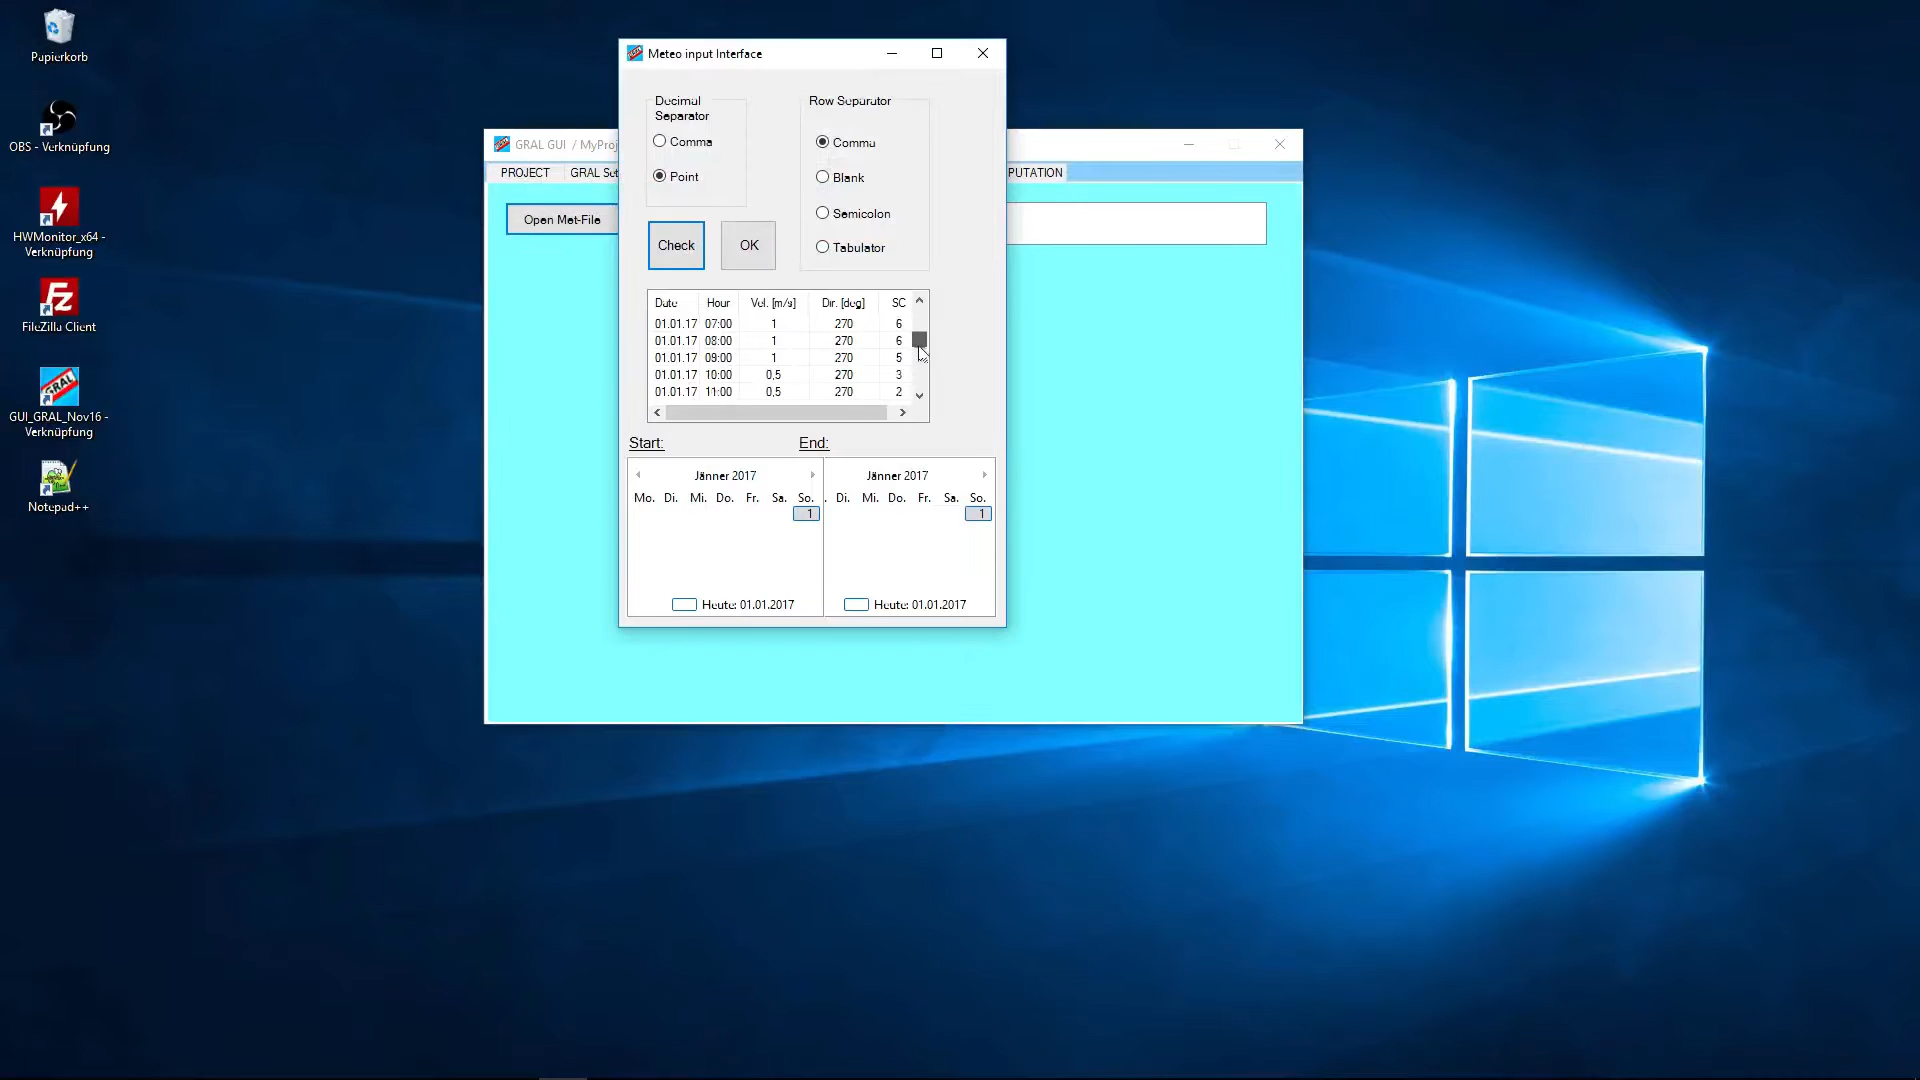 Papierkorb
OBS - Verknüpfung
HWMonitor_x64 -
Verknüpfung
FileZilla Client
GRAL
GUI_GRAL_Nov16 -
Verknüpfung
Notepad++
GRAL GUI / MyProj
PROJECT
GRAL Set
PUTATION
Open Met-File
Meteo input Interface
Decimal
Separator
Comma
Point
Row Separator
Comma
Blank
Semicolon
Tabulator
Check
OK
Date Hour Vel. [m/s] Dir. [deg] SC
01.01.17 07:00 1 270 6
01.01.17 08:00 1 270 6
01.01.17 09:00 1 270 5
01.01.17 10:00 0,5 270 3
01.01.17 11:00 0,5 270 2
Start:
End:
Jänner 2017
Mo. Di. Mi. Do. Fr. Sa. So.
1
Heute: 01.01.2017
Jänner 2017
. Di. Mi. Do. Fr. Sa. So.
1
Heute: 01.01.2017